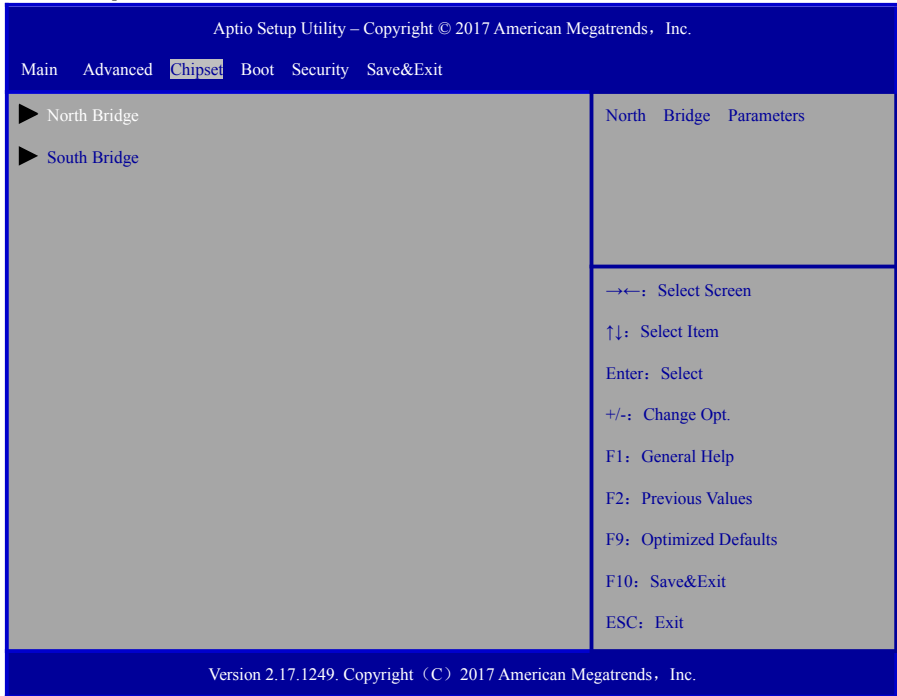 Aptio Setup Utility – Copyright © 2017 American Megatrends，Inc.
Main Advanced Chipset Boot Security Save&Exit
North Bridge
South Bridge
North Bridge Parameters
→←：Select Screen
↑↓：Select Item
Enter：Select
+/-：Change Opt.
F1：General Help
F2：Previous Values
F9：Optimized Defaults
F10：Save&Exit
ESC：Exit
Version 2.17.1249. Copyright（C）2017 American Megatrends，Inc.